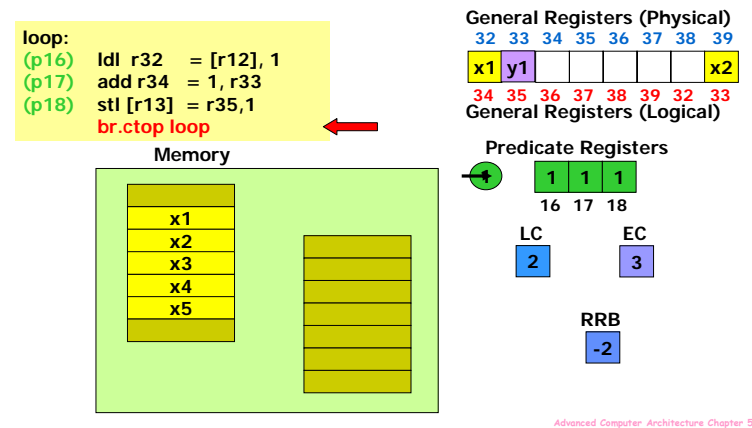 loop:
(p16) ldl r32 = [r12], 1
(p17) add r34 = 1, r33
(p18) stl [r13] = r35,1
br.ctop loop
General Registers (Physical)
32 33 34 35 36 37 38 39
x1 y1 x2
34 35 36 37 38 39 32 33
General Registers (Logical)
Memory
x1
x2
x3
x4
x5
Predicate Registers
1 1 1 1
16 17 18
LC EC
2 3
RRB
-2
Advanced Computer Architecture Chapter 5